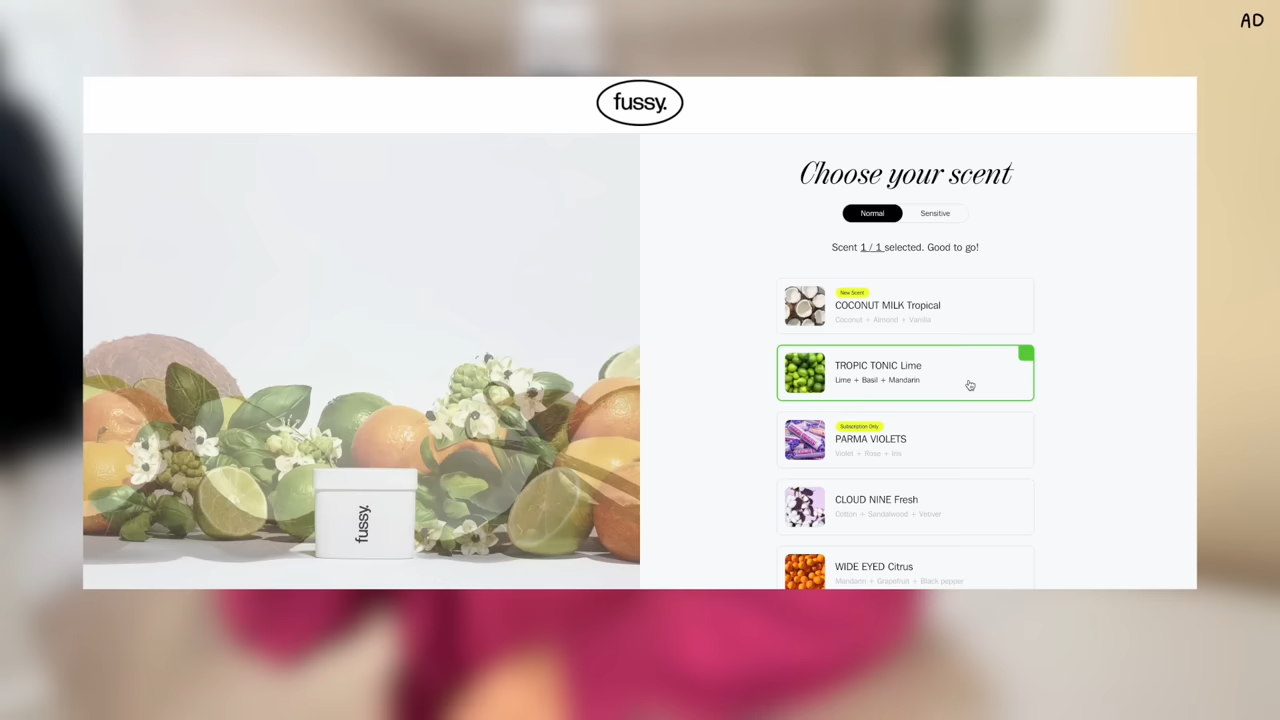 AD
fussy.
Choose your scent
Normal
Sensitive
Scent 1 / 1 selected. Good to go!
New Scent
COCONUT MILK Tropical
Coconut + Almond + Vanilla
TROPIC TONIC Lime
Lime + Basil + Mandarin
Subscription Only
PARMA VIOLETS
Violet + Rose + Iris
CLOUD NINE Fresh
Cotton + Sandalwood + Vetiver
WIDE EYED Citrus
Mandarin + Grapefruit + Black pepper
fussy.